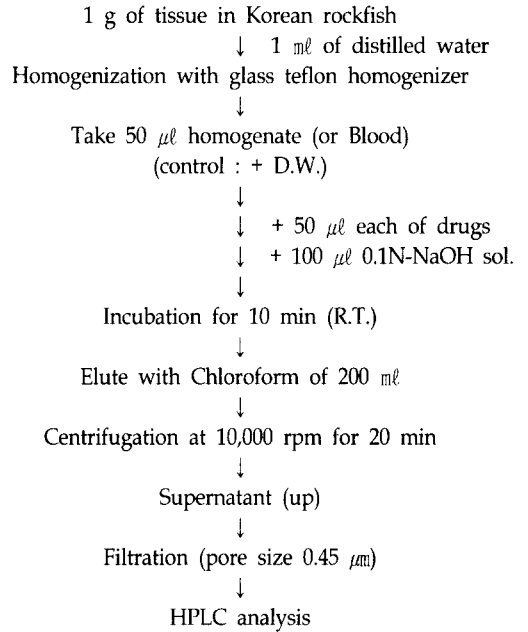 1 g of tissue in Korean rockfish
↓ 1 ㎖ of distilled water
Homogenization with glass teflon homogenizer
↓
Take 50 ㎕ homogenate (or Blood)
(control : + D.W.)
↓
↓ + 50 ㎕ each of drugs
↓ + 100 ㎕ 0.1N-NaOH sol.
↓
Incubation for 10 min (R.T.)
↓
Elute with Chloroform of 200 ㎖
↓
Centrifugation at 10,000 rpm for 20 min
↓
Supernatant (up)
↓
Filtration (pore size 0.45 ㎛)
↓
HPLC analysis